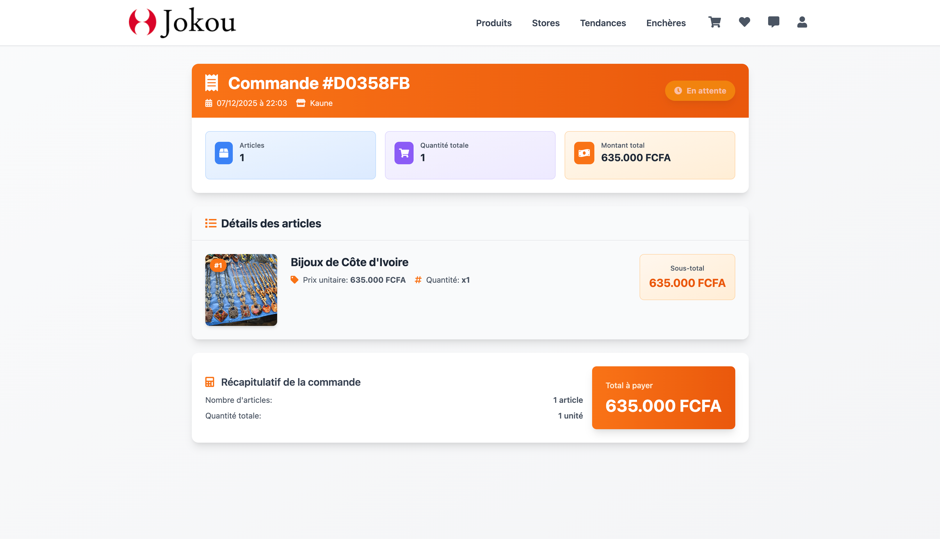 Jokou
Produits Stores Tendances Enchères
Commande #D0358FB
07/12/2025 à 22:03 Kaune
En attente
Articles
1
Quantité totale
1
Montant total
635.000 FCFA
Détails des articles
#1
Bijoux de Côte d'Ivoire
Prix unitaire: 635.000 FCFA # Quantité: x1
Sous-total
635.000 FCFA
Récapitulatif de la commande
Nombre d'articles: 1 article
Quantité totale: 1 unité
Total à payer
635.000 FCFA